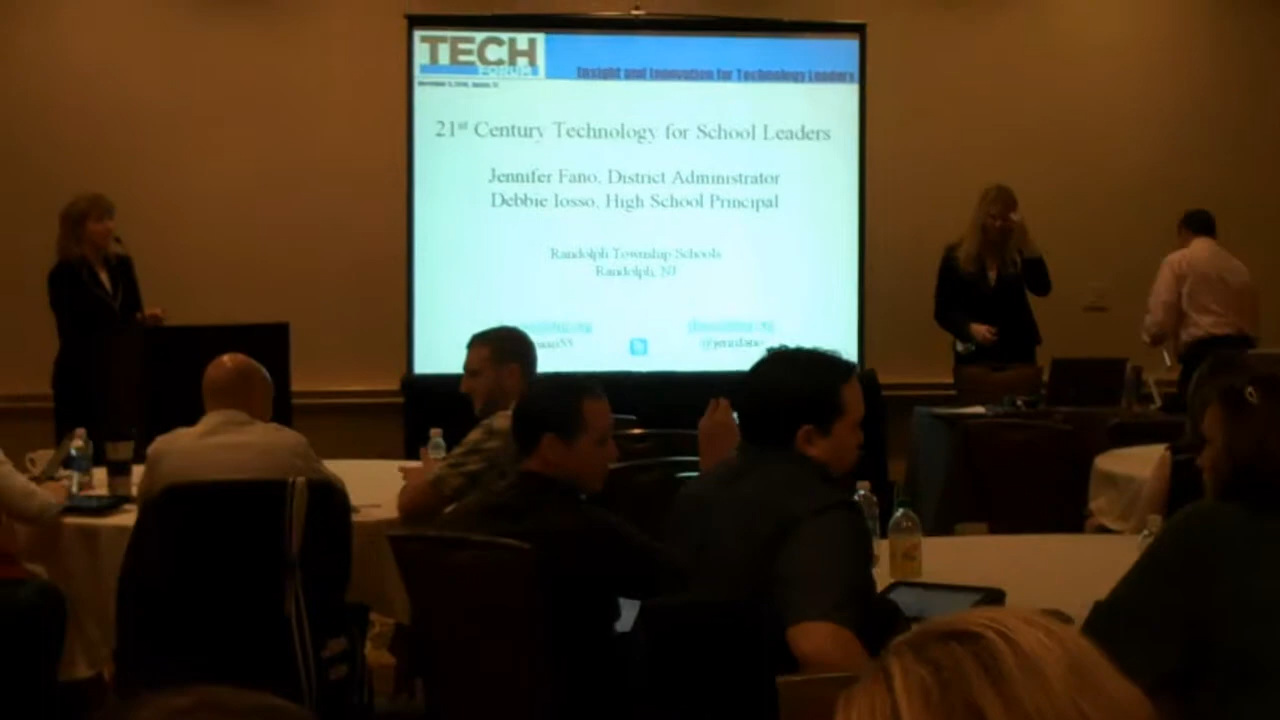 TECH
FORUM
Insight and Innovation for Technology Leaders
21st Century Technology for School Leaders
Jennifer Fano, District Administrator
Debbie Iosso, High School Principal
Randolph Township Schools
Randolph, NJ